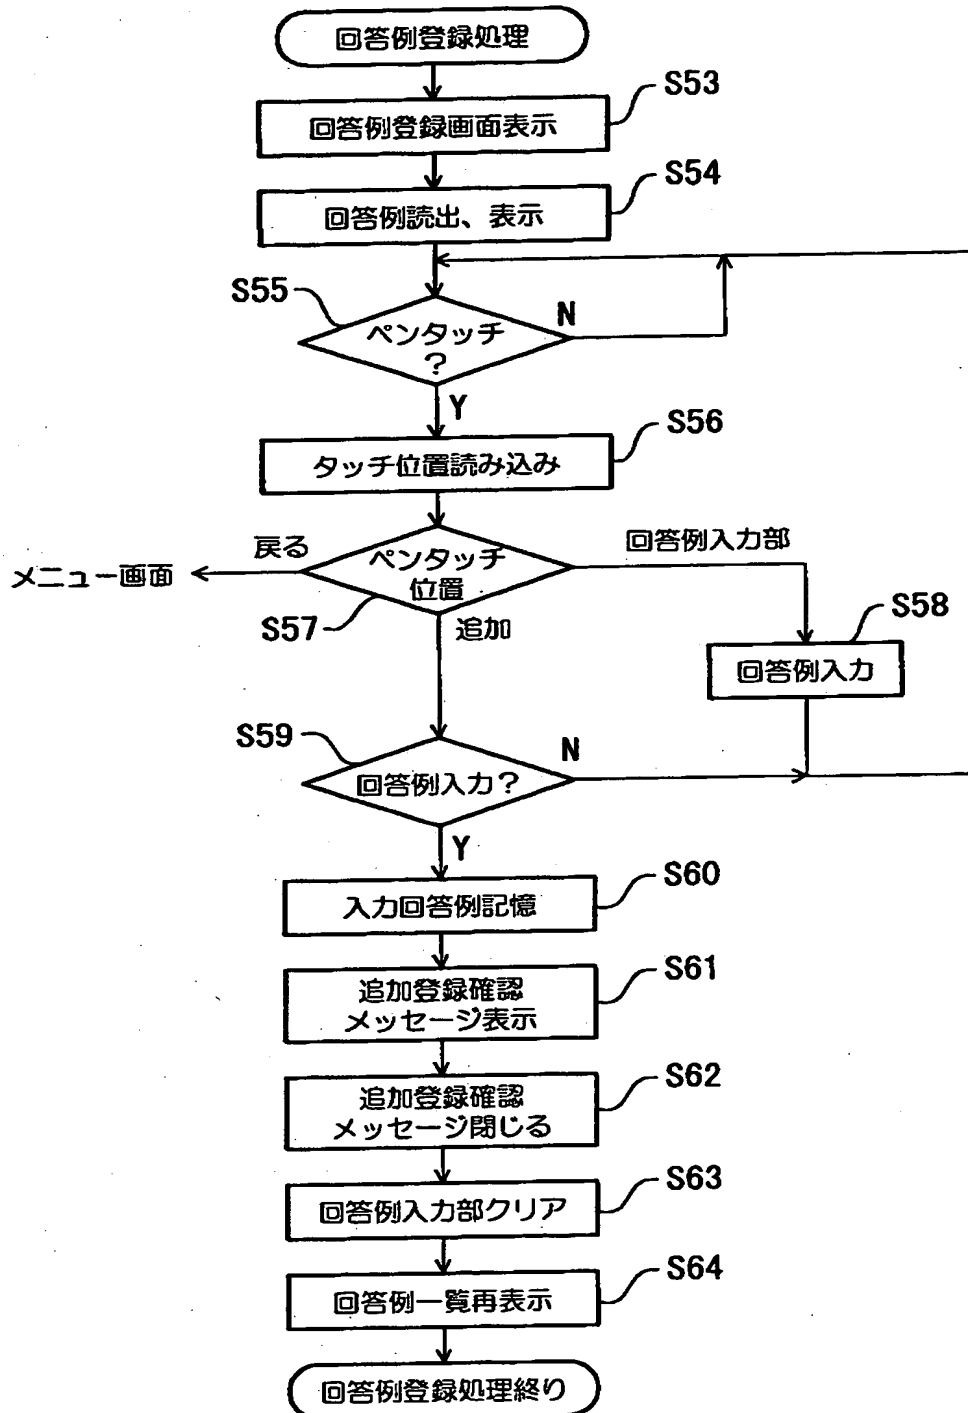 回答例登録処理
S53
回答例登録画面表示
S54
回答例読出、表示
S55
ペンタッチ
?
N
Y
S56
タッチ位置読み込み
戻る
ペンタッチ
位置
回答例入力部
メニュー画面
S57
追加
S58
回答例入力
S59
回答例入力?
N
Y
S60
入力回答例記憶
S61
追加登録確認
メッセージ表示
S62
追加登録確認
メッセージ閉じる
S63
回答例入力部クリア
S64
回答例一覧再表示
回答例登録処理終り